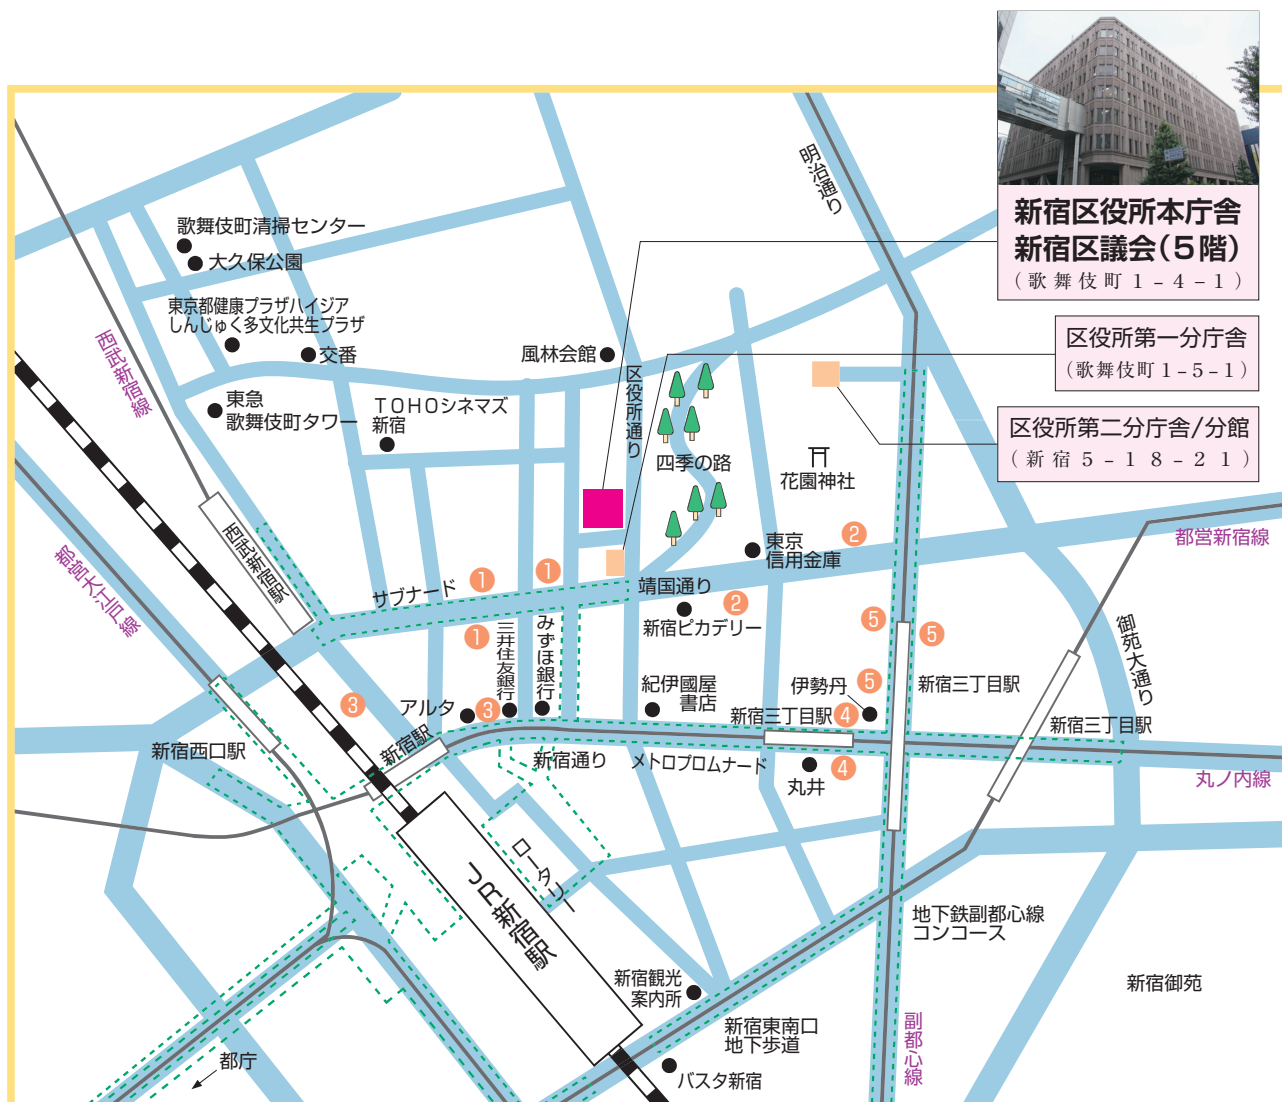 新宿区役所本庁舎
新宿区議会(5階)
(歌舞伎町1-4-1)
区役所第一分庁舎
(歌舞伎町1-5-1)
区役所第二分庁舎/分館
(新宿5-18-21)
明治通り
歌舞伎町清掃センター
大久保公園
東京都健康プラザハイジア
しんじゅく多文化共生プラザ
交番
風林会館
西武新宿線
区役所通り
東急
歌舞伎町タワー
TOHOシネマズ
新宿
四季の路
花園神社
西武新宿駅
都営大江戸線
東京
信用金庫
2
都営新宿線
サブナード
1
1
靖国通り
2
1
新宿ピカデリー
三井住友銀行
みずほ銀行
5
5
御苑大通り
3
アルタ
3
紀伊國屋
書店
伊勢丹
5
新宿三丁目駅
新宿三丁目駅
4
新宿三丁目駅
新宿西口駅
新宿駅
新宿通り
メトロプロムナード
4
丸井
丸ノ内線
ロータリー
JR新宿駅
地下鉄副都心線
コンコース
新宿観光
案内所
新宿御苑
新宿東南口
地下歩道
副都心線
都庁
バスタ新宿